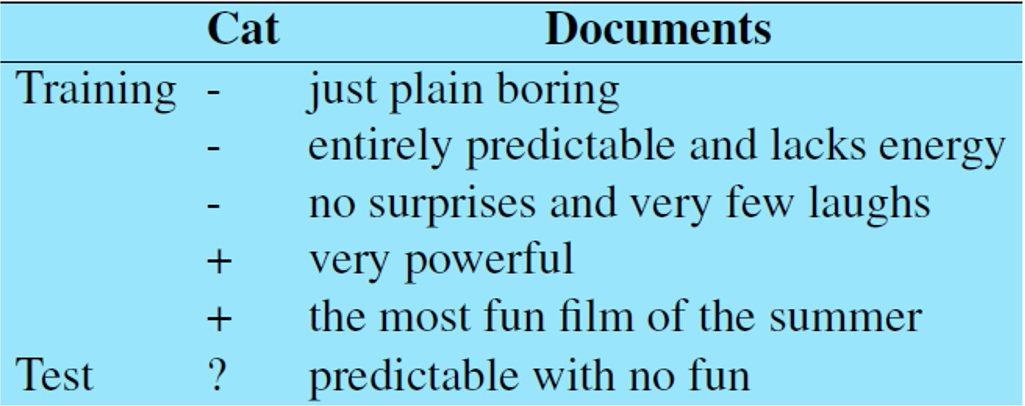 Cat Documents
Training - just plain boring
- entirely predictable and lacks energy
- no surprises and very few laughs
+ very powerful
+ the most fun film of the summer
Test ? predictable with no fun